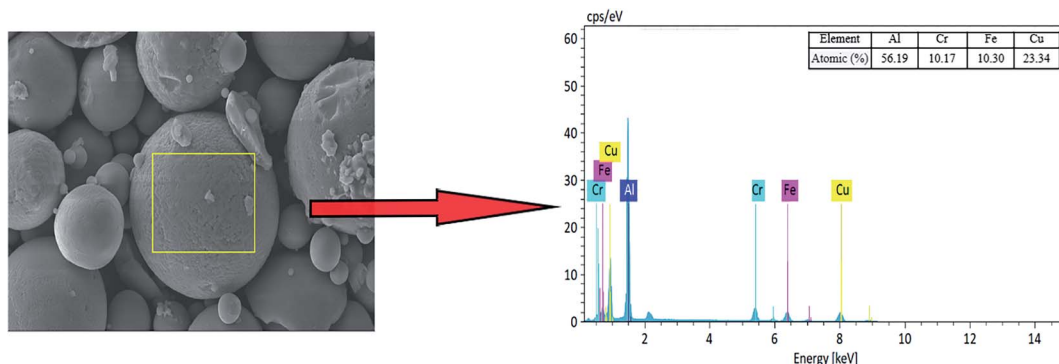 cps/eV
Element Al Cr Fe Cu
Atomic (%) 56.19 10.17 10.30 23.34
60
50
40
30
20
10
0
Cu
Fe
Cr Al Cr Fe Cu
2 4 6 8 10 12 14
Energy [keV]